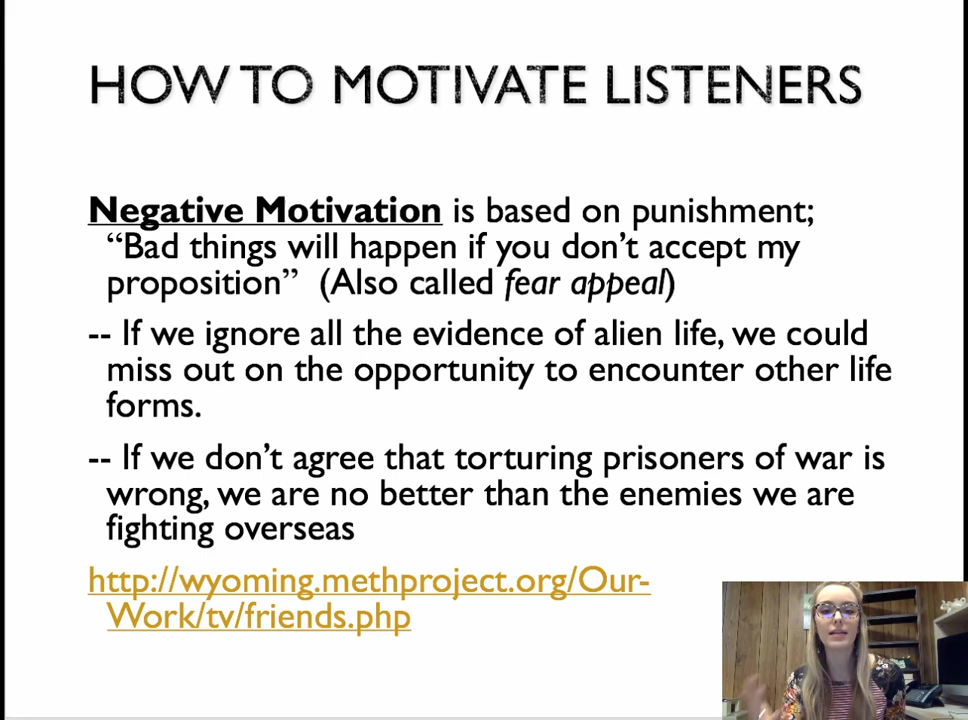 HOW TO MOTIVATE LISTENERS
Negative Motivation is based on punishment;
“Bad things will happen if you don’t accept my
proposition” (Also called fear appeal)
-- If we ignore all the evidence of alien life, we could
miss out on the opportunity to encounter other life
forms.
-- If we don’t agree that torturing prisoners of war is
wrong, we are no better than the enemies we are
fighting overseas
http://wyoming.methproject.org/Our-
Work/tv/friends.php